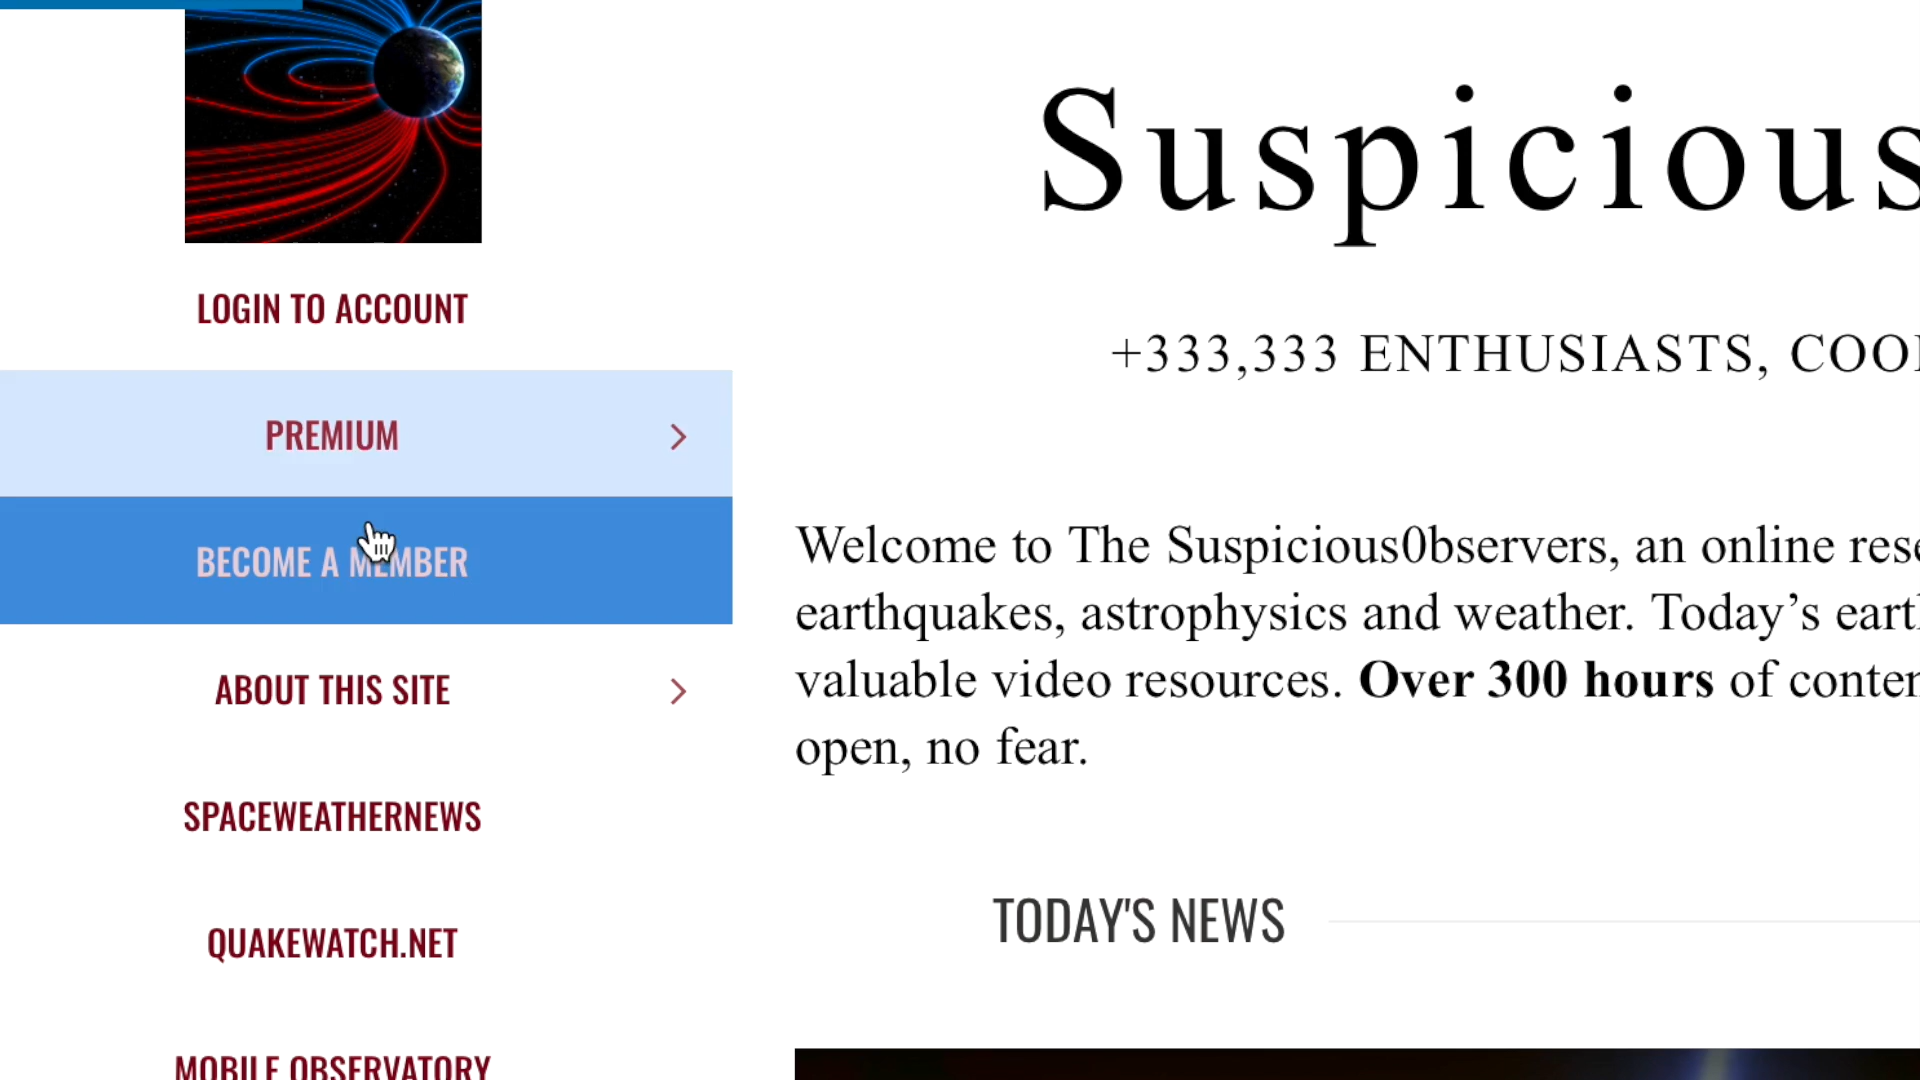 LOGIN TO ACCOUNT
PREMIUM
BECOME A MEMBER
ABOUT THIS SITE
SPACEWEATHERNEWS
QUAKEWATCH.NET
MOBILE OBSERVATORY
Suspicious
+333,333 ENTHUSIASTS,
Welcome to The Suspicious0bservers, an online
earthquakes, astrophysics and weather. Today’s
valuable video resources. Over 300 hours of
open, no fear.
TODAY'S NEWS